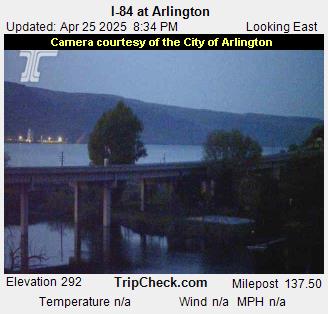 I-84 at Arlington
Updated: Apr 25 2025 8:34 PM Looking East
Camera courtesy of the City of Arlington
Elevation 292 TripCheck.com Milepost 137.50
Temperature n/a Wind n/a MPH n/a